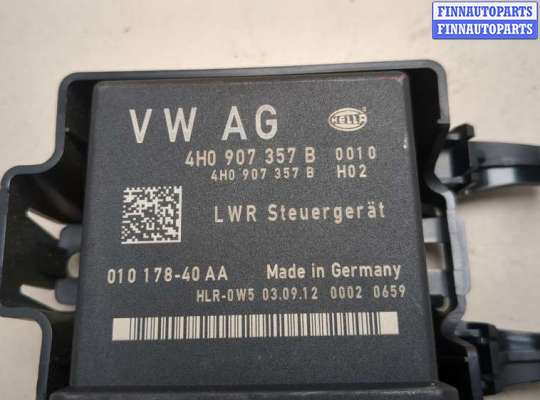 FINNAUTOPARTS
FINNAUTOPARTS
VW AG HELLA
4H0 907 357 B 0010
4H0 907 357 B H02
LWR Steuergerät
010 178-40 AA Made in Germany
HLR-0W5 03.09.12 0002 0659